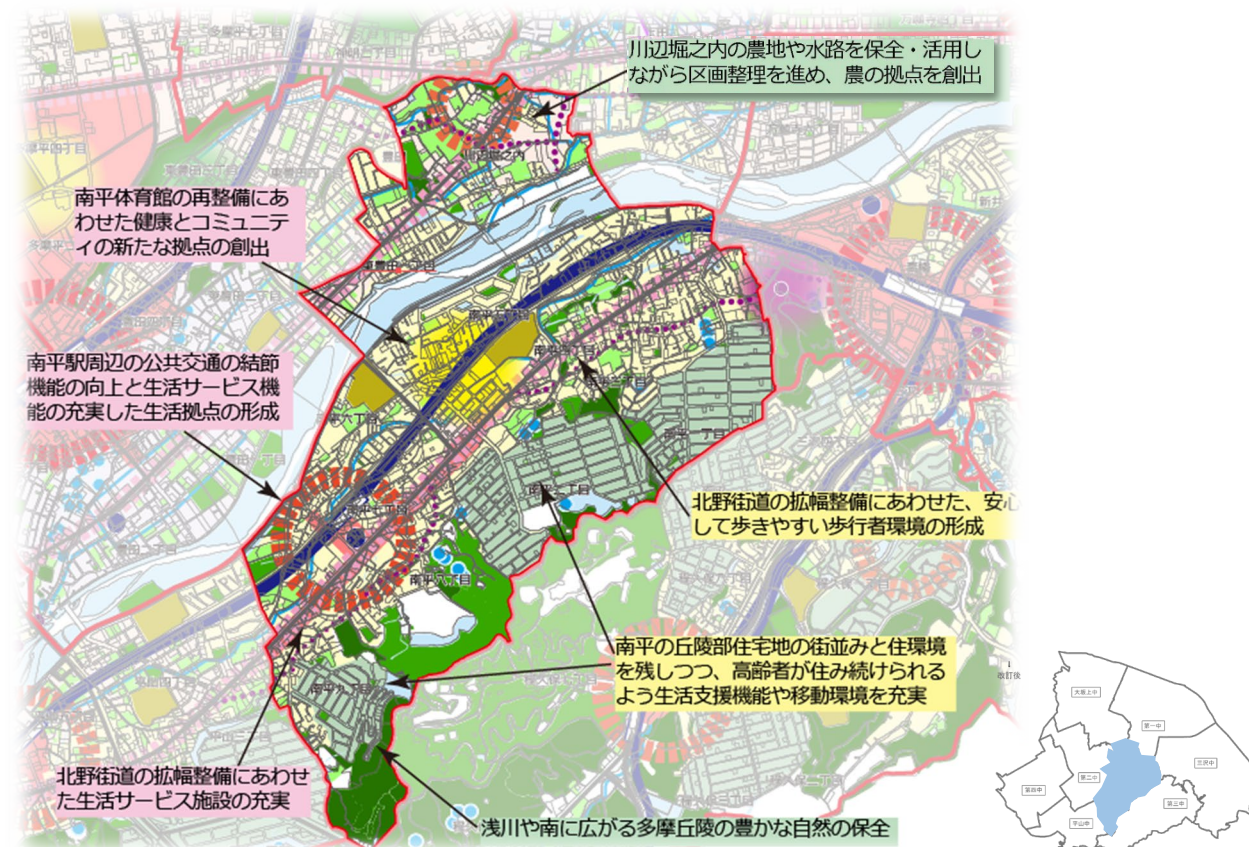 川辺堀之内の農地や水路を保全・活用し
ながら区画整理を進め、農の拠点を創出
南平体育館の再整備にあ
わせた健康とコミュニテ
ィの新たな拠点の創出
南平駅周辺の公共交通の結節
機能の向上と生活サービス機
能の充実した生活拠点の形成
北野街道の拡幅整備にあわせた、安心
して歩きやすい歩行者環境の形成
南平の丘陵部住宅地の街並みと住環境
を残しつつ、高齢者が住み続けられる
よう生活支援機能や移動環境を充実
北野街道の拡幅整備にあわせ
た生活サービス施設の充実
浅川や南に広がる多摩丘陵の豊かな自然の保全
川辺堀之内
南平八丁目
南平九丁目
南平七丁目
改訂後
大坂上中
第一中
三沢中
第二中
第四中
第三中
平山中